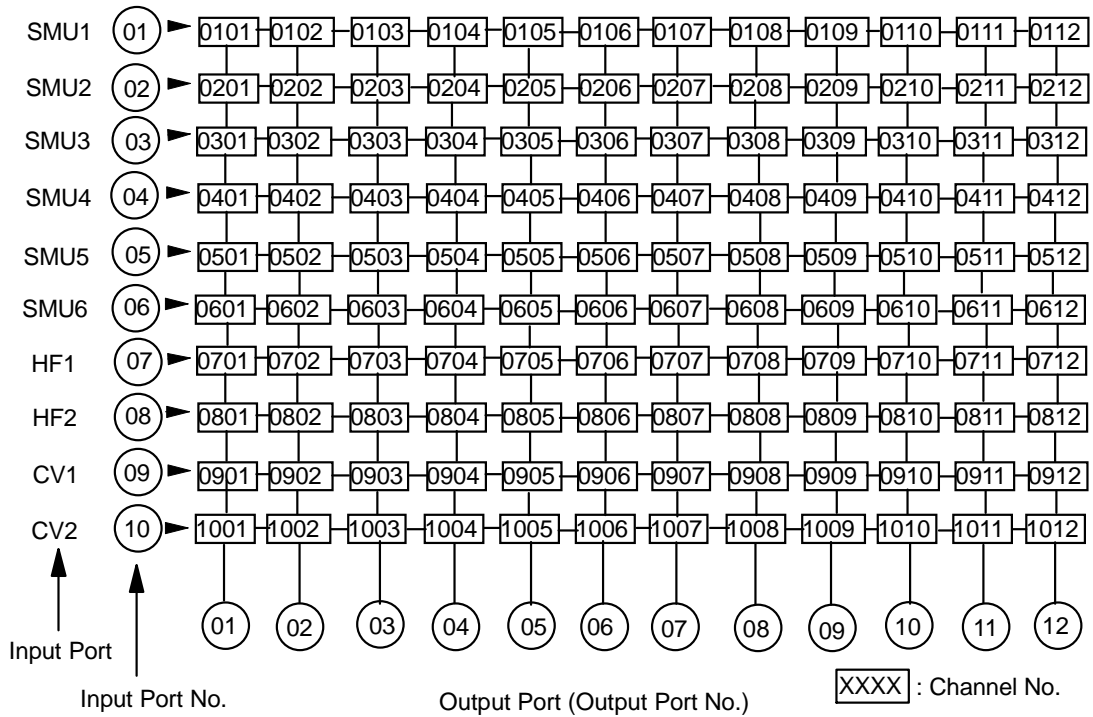 SMU1 01 0101 0102 0103 0104 0105 0106 0107 0108 0109 0110 0111 0112
SMU2 02 0201 0202 0203 0204 0205 0206 0207 0208 0209 0210 0211 0212
SMU3 03 0301 0302 0303 0304 0305 0306 0307 0308 0309 0310 0311 0312
SMU4 04 0401 0402 0403 0404 0405 0406 0407 0408 0409 0410 0411 0412
SMU5 05 0501 0502 0503 0504 0505 0506 0507 0508 0509 0510 0511 0512
SMU6 06 0601 0602 0603 0604 0605 0606 0607 0608 0609 0610 0611 0612
HF1 07 0701 0702 0703 0704 0705 0706 0707 0708 0709 0710 0711 0712
HF2 08 0801 0802 0803 0804 0805 0806 0807 0808 0809 0810 0811 0812
CV1 09 0901 0902 0903 0904 0905 0906 0907 0908 0909 0910 0911 0912
CV2 10 1001 1002 1003 1004 1005 1006 1007 1008 1009 1010 1011 1012
01 02 03 04 05 06 07 08 09 10 11 12
Input Port
Input Port No.
Output Port (Output Port No.)
XXXX : Channel No.